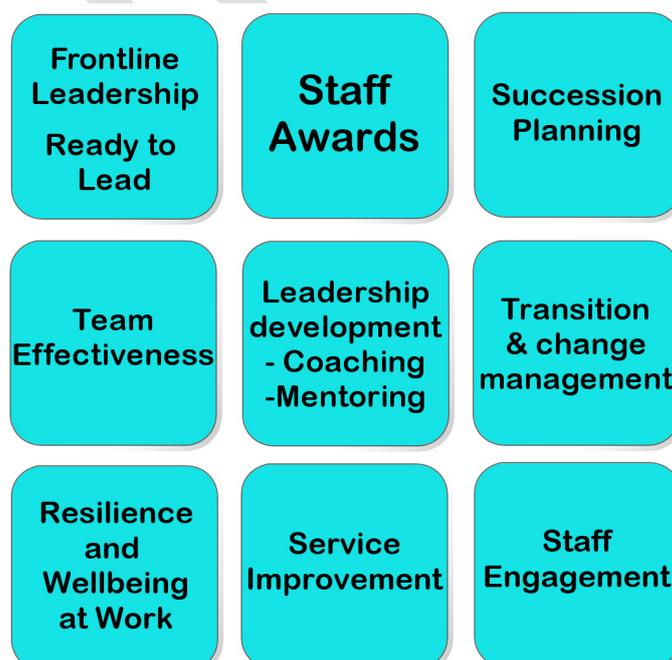 Frontline
Leadership
Ready to
Lead
Staff
Awards
Succession
Planning
Team
Effectiveness
Leadership
development
- Coaching
-Mentoring
Transition
& change
management
Resilience
and
Wellbeing
at Work
Service
Improvement
Staff
Engagement